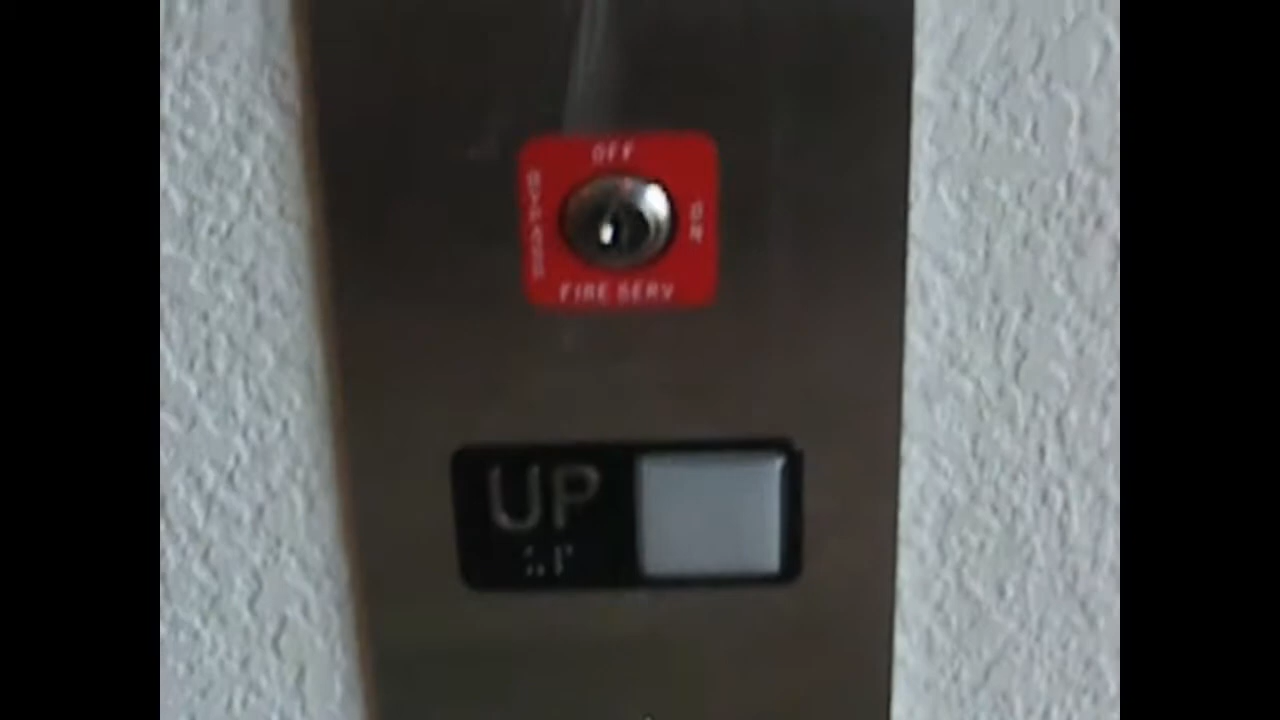 OFF
BYPASS
ON
FIRE SERV
UP
⠥⠏